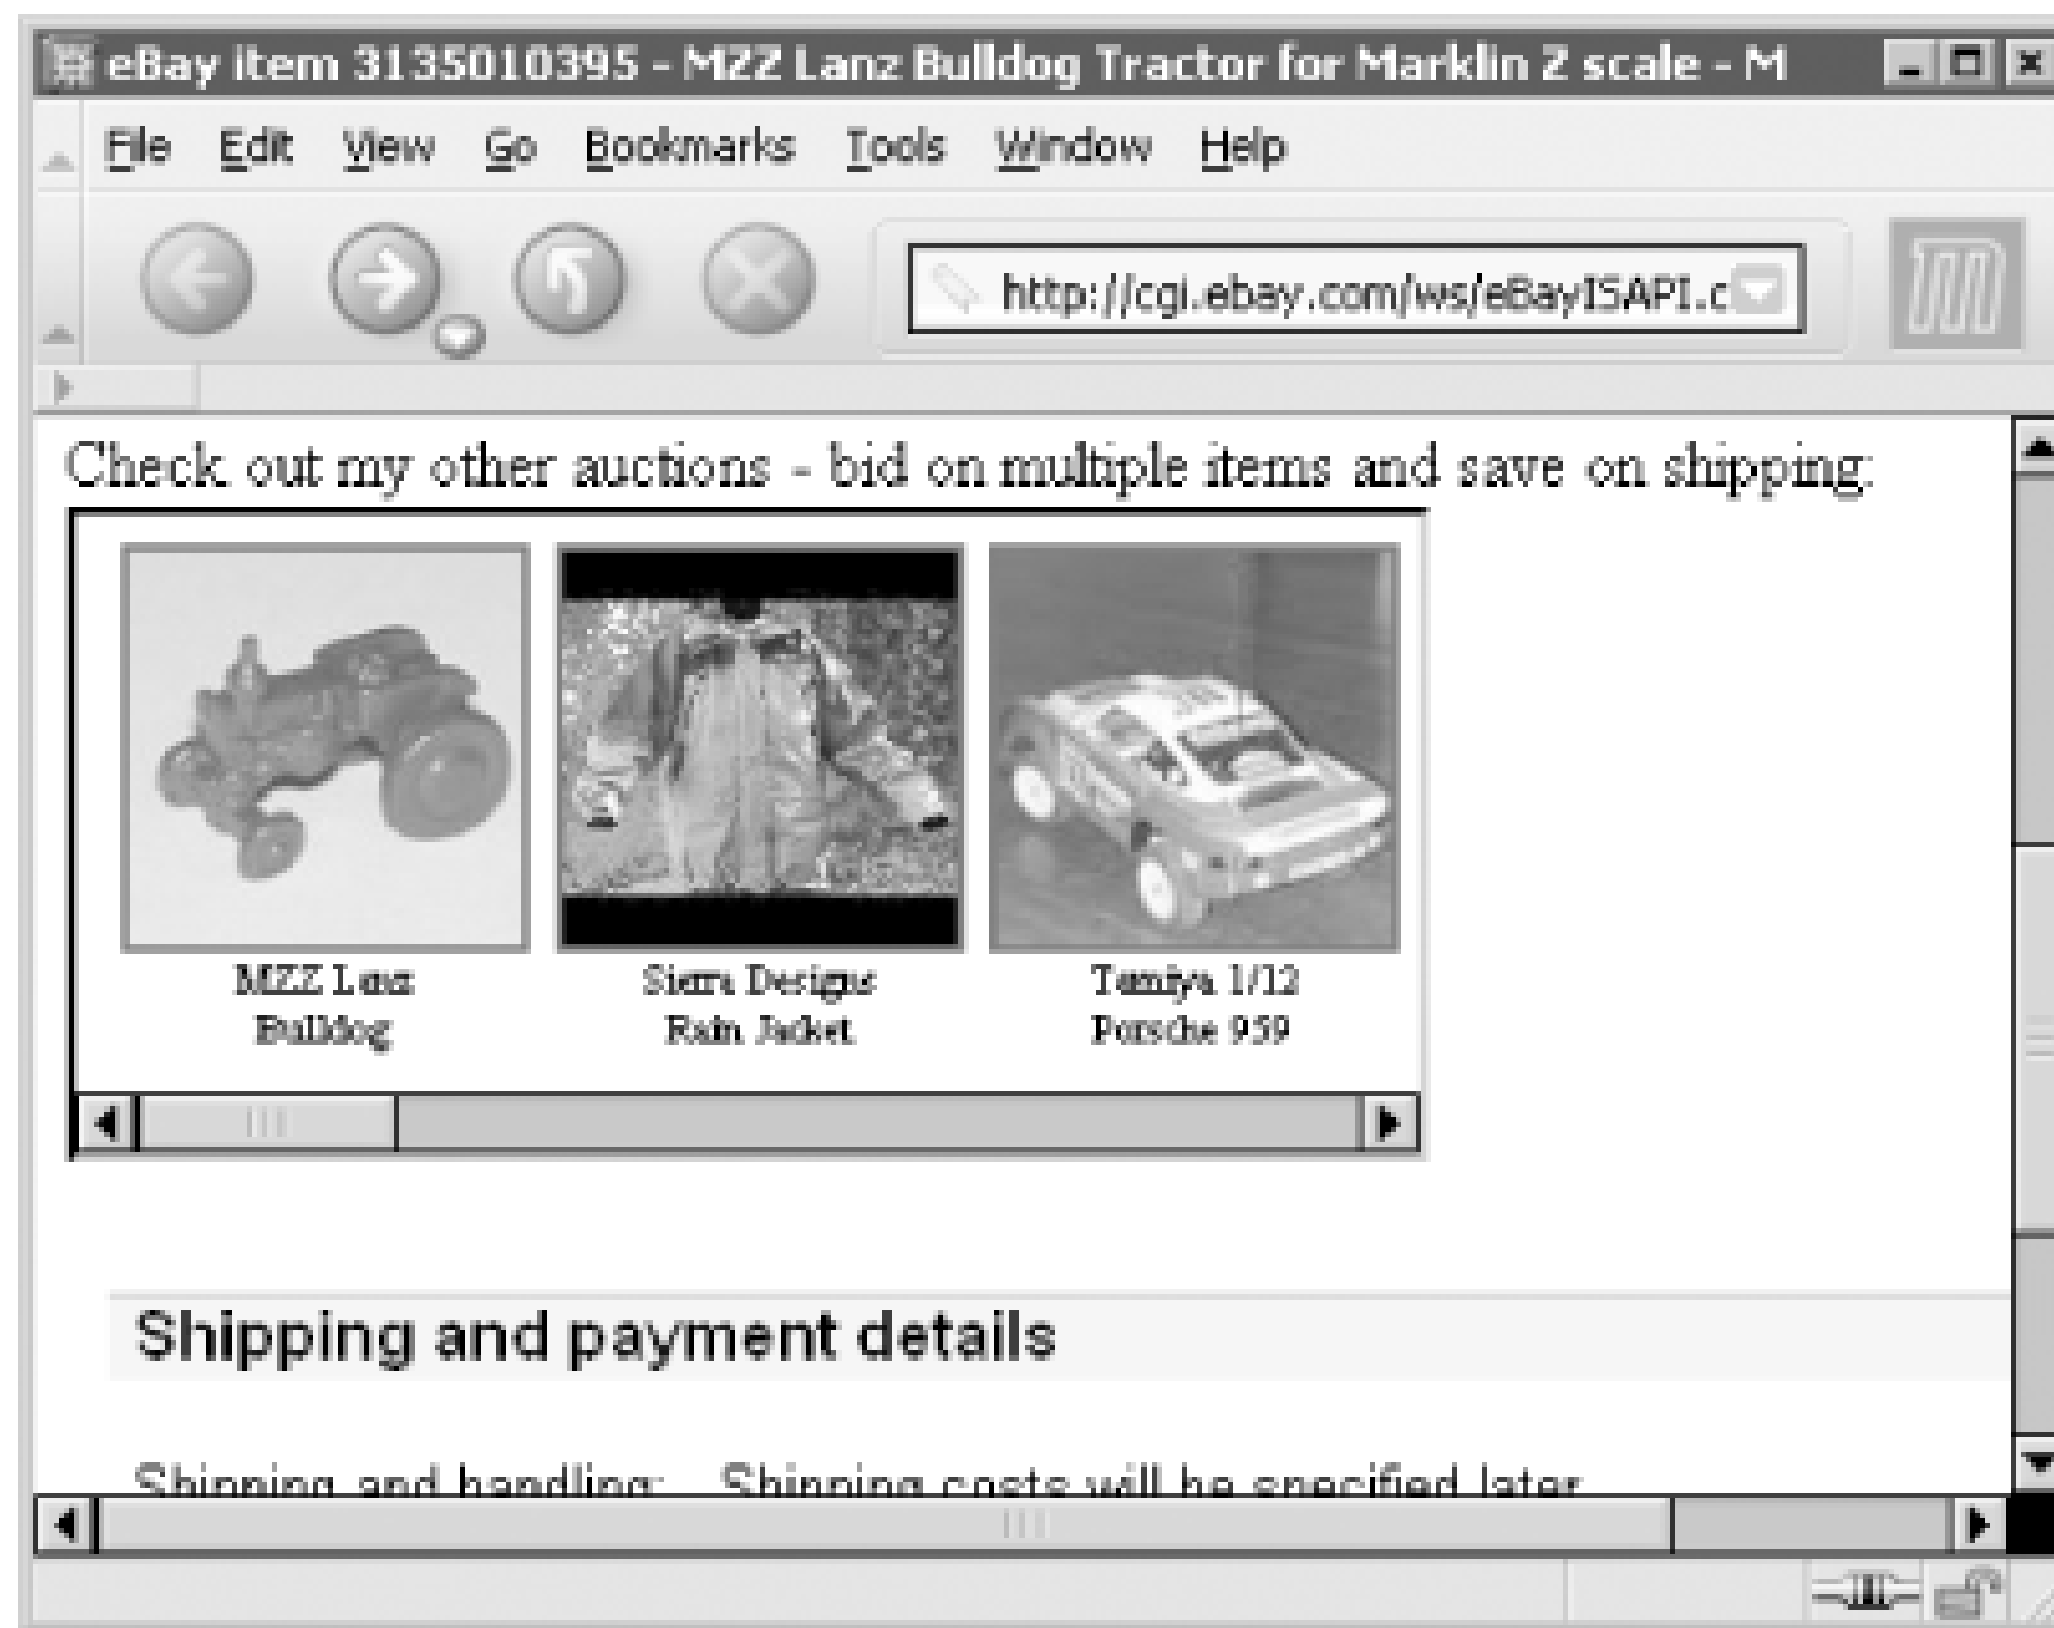 eBay item 3135010395 - MZZ Lanz Bulldog Tractor for Marklin Z scale - M
File Edit View Go Bookmarks Tools Window Help
http://cgi.ebay.com/ws/eBayISAPI.c
Check out my other auctions - bid on multiple items and save on shipping:
MZZ Lanz
Bulldog
Sierra Designs
Rain Jacket
Tamiya 1/12
Porsche 959
Shipping and payment details
Shipping and handling: Shipping costs will be specified later